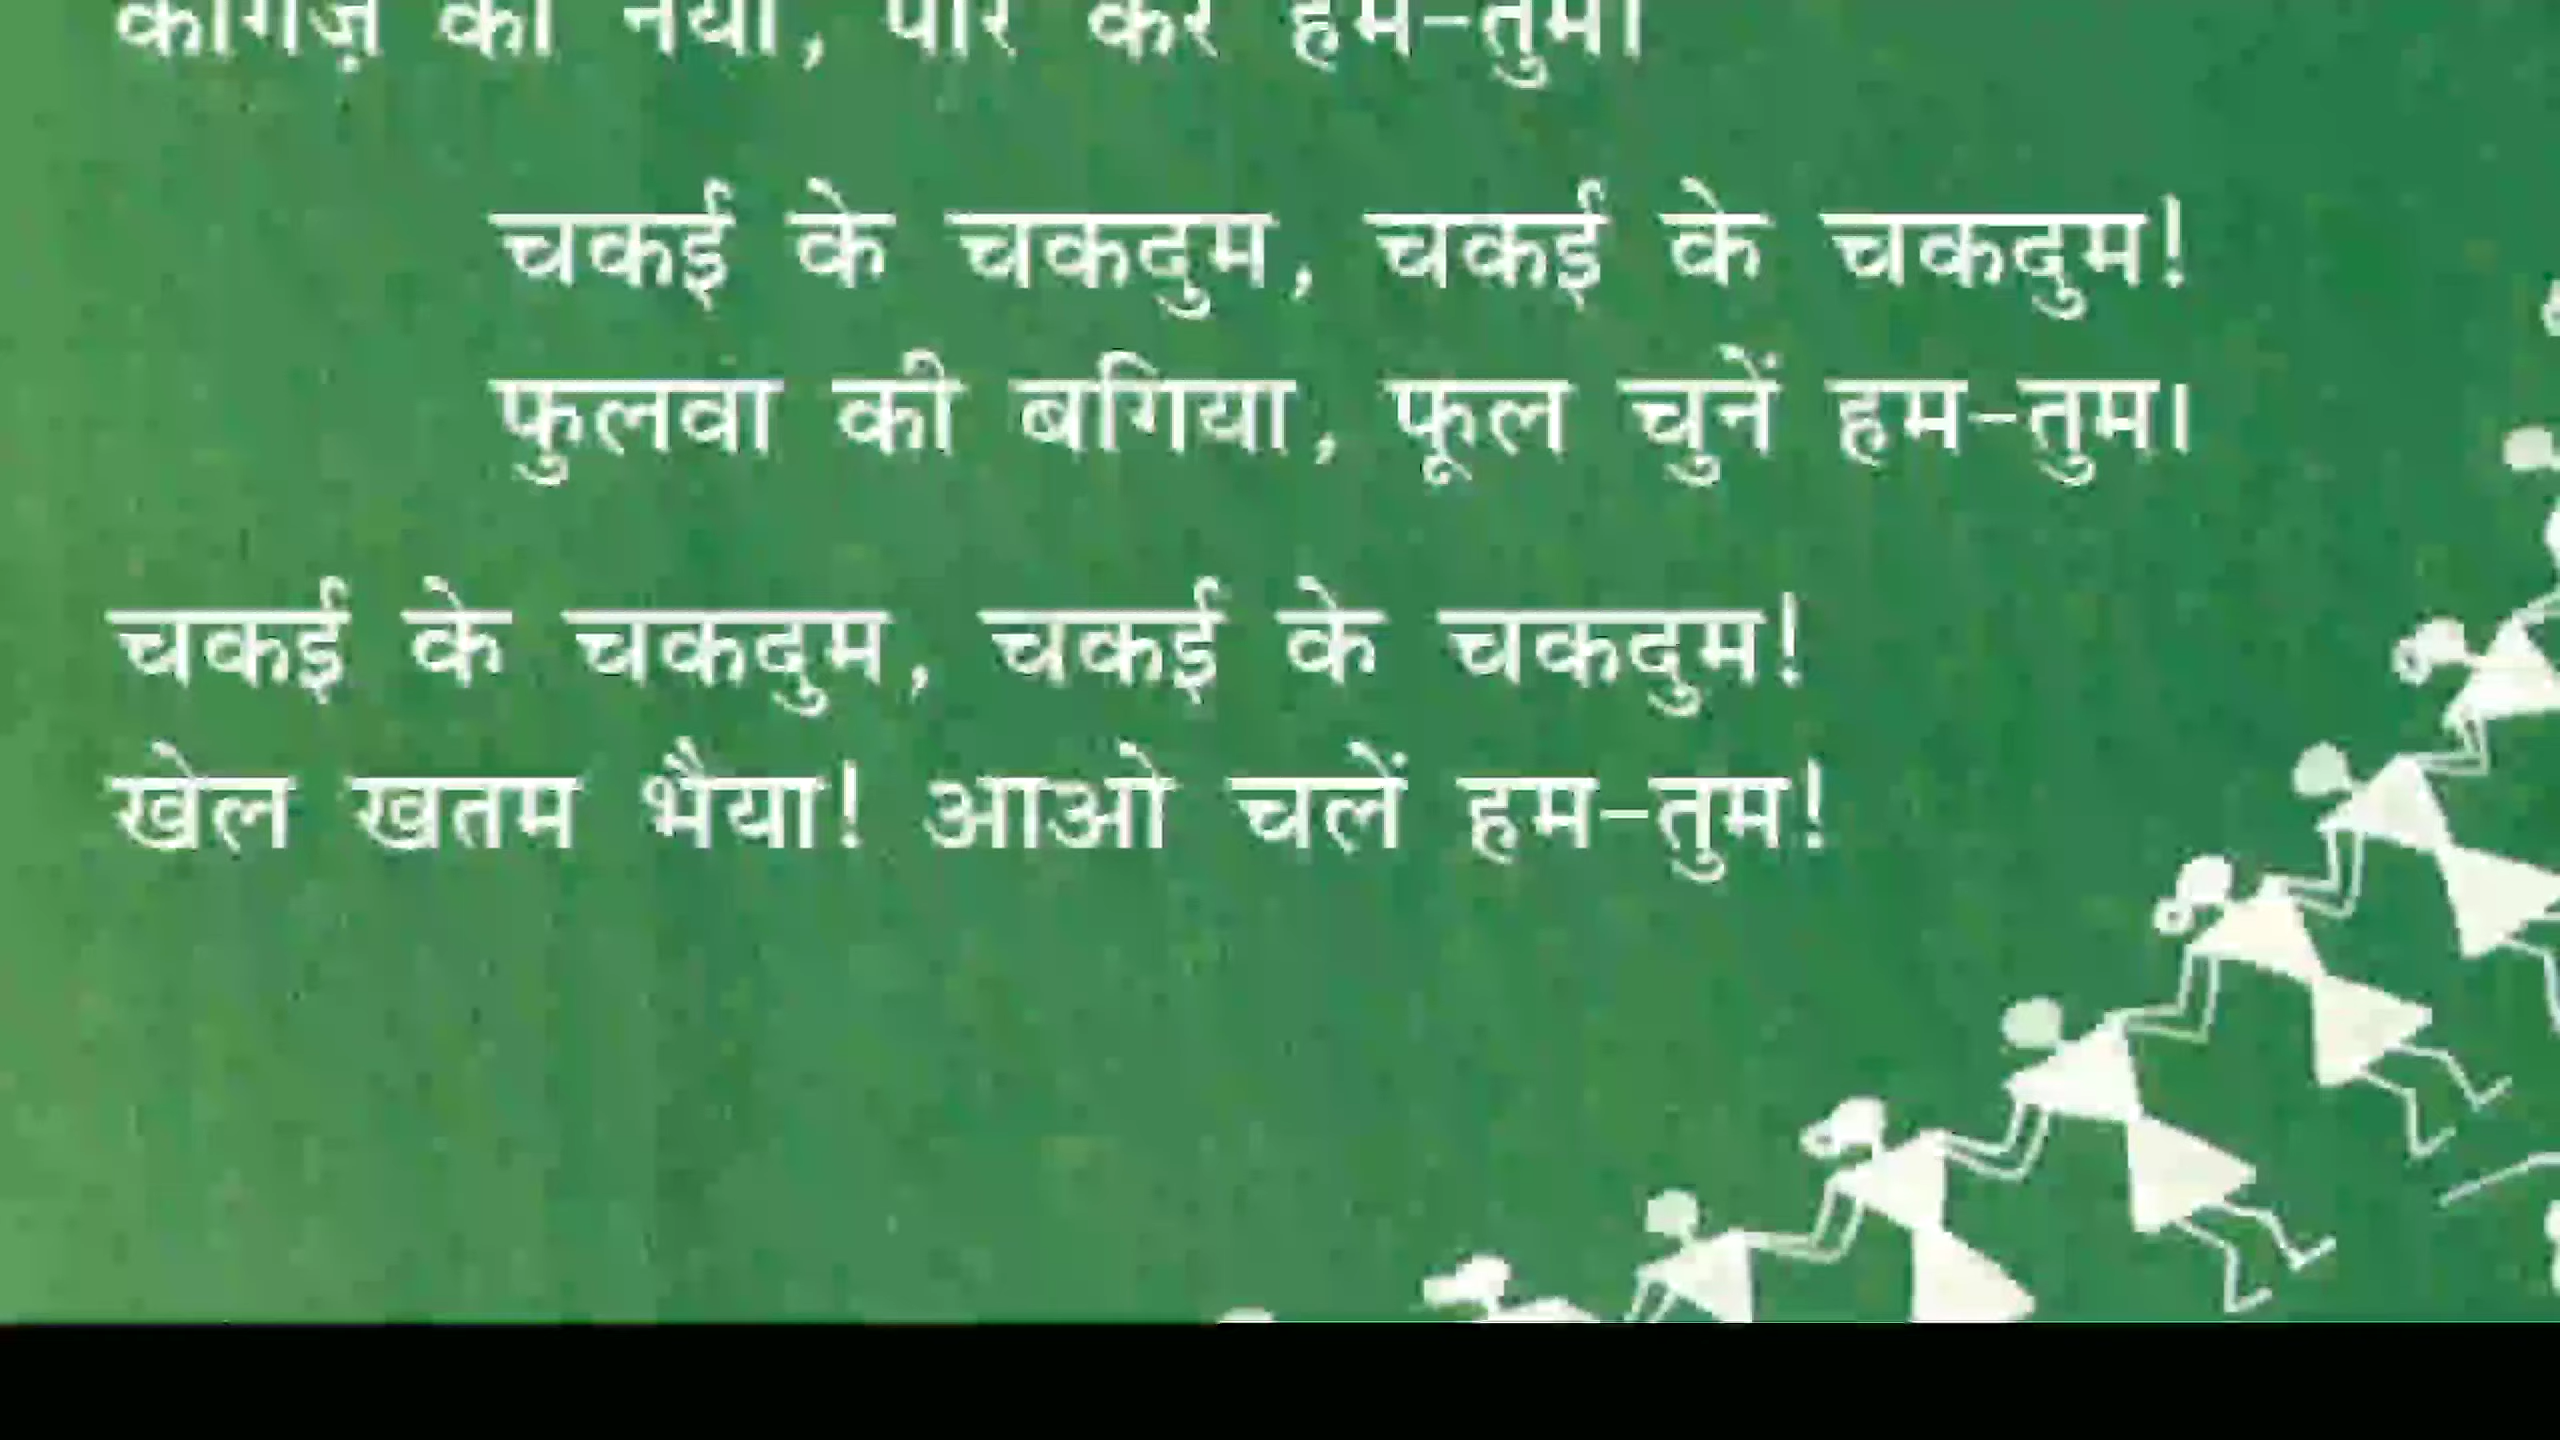 कागज़ की नैया, पार करें हम-तुम।
चकई के चकदुम, चकई के चकदुम!
फुलवा की बगिया, फूल चुनें हम-तुम।
चकई के चकदुम, चकई के चकदुम!
खेल खतम भैया! आओ चलें हम-तुम!